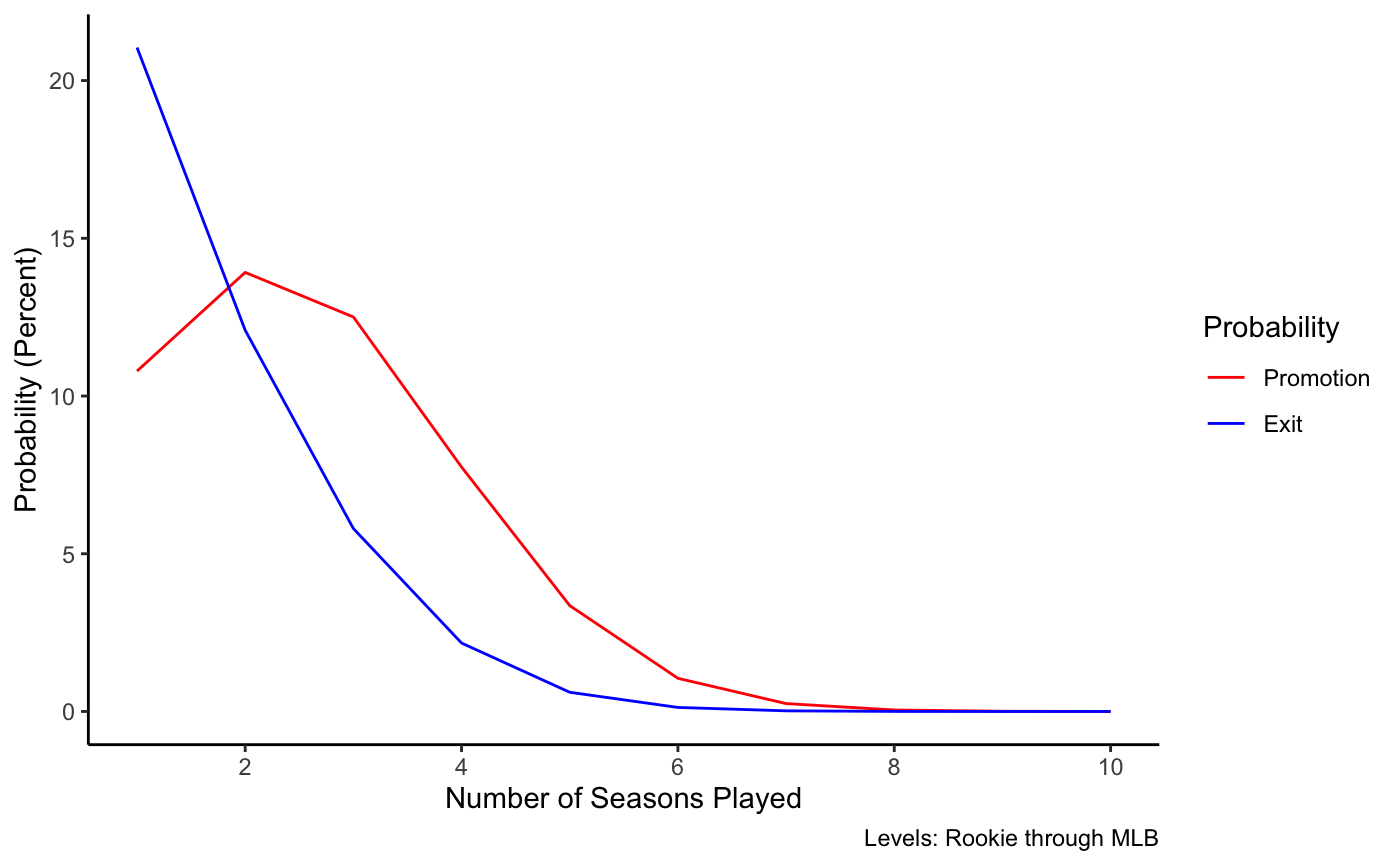 20
15
10
5
0
Probability (Percent)
2
4
6
8
10
Number of Seasons Played
Levels: Rookie through MLB
Probability
Promotion
Exit